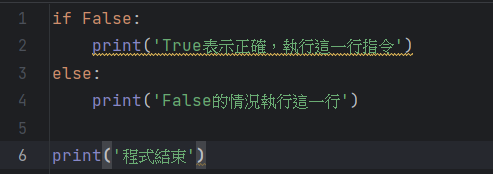 1 if False:
2     print('True表示正確，執行這一行指令')
3 else:
4     print('False的情況執行這一行')
5
6 print('程式結束')